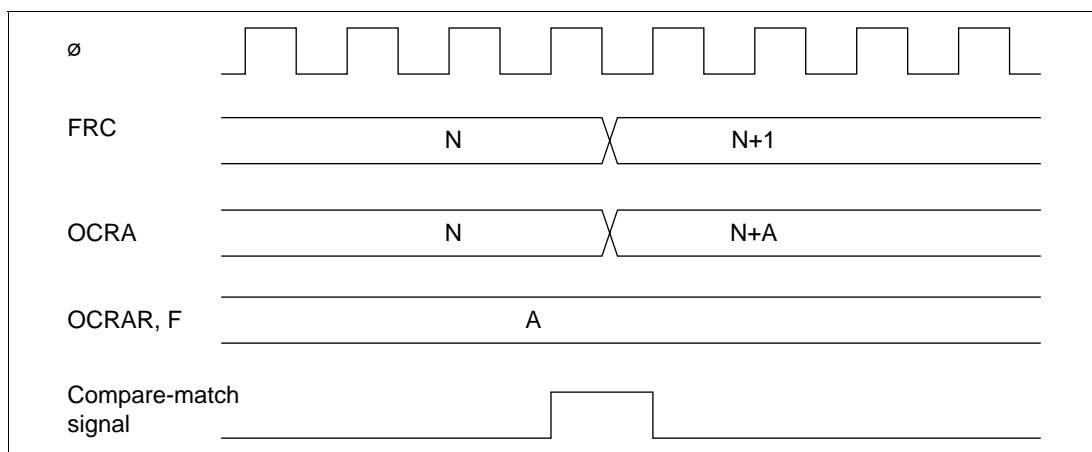 ø
FRC N N+1
OCRA N N+A
OCRAR, F A
Compare-match
signal